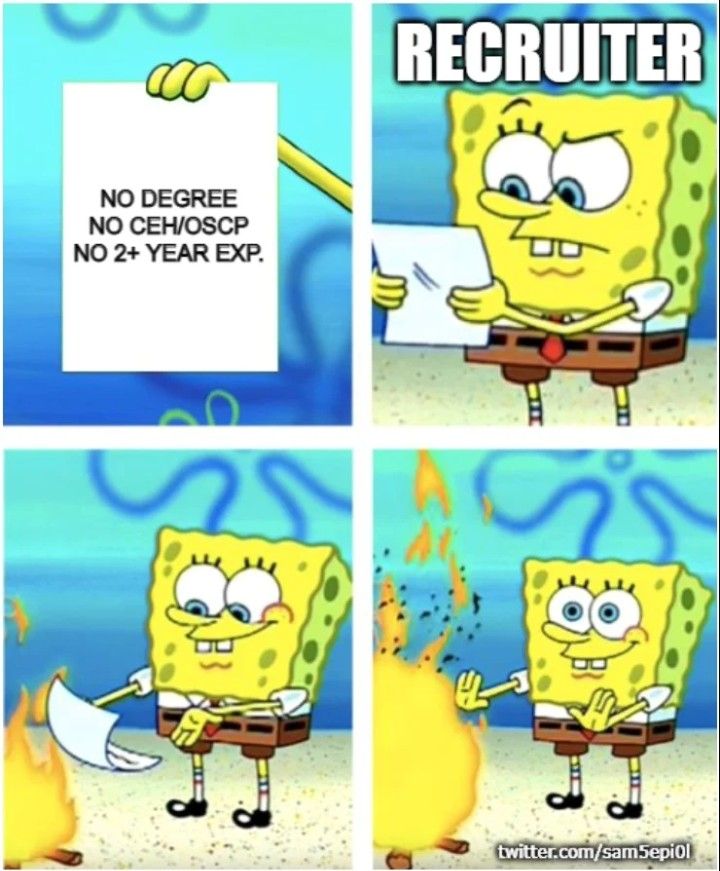 NO DEGREE
NO CEH/OSCP
NO 2+ YEAR EXP.
RECRUITER
twitter.com/sam5epi0l